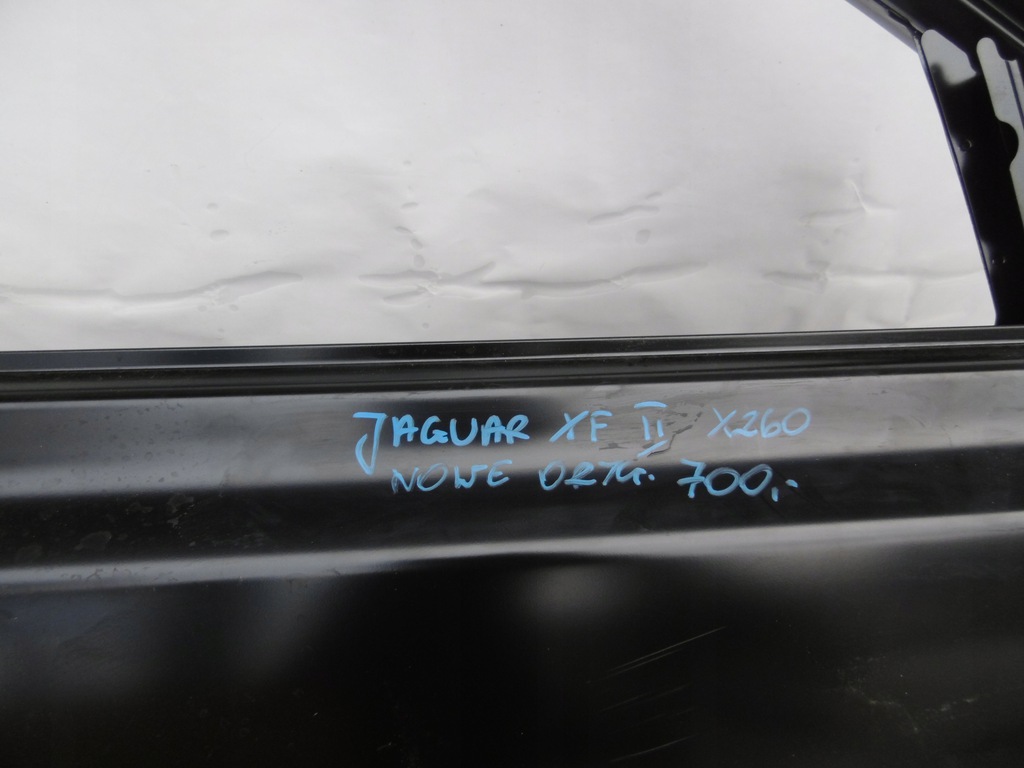 JAGUAR XF II X260
NOWE ORYG. 700,-